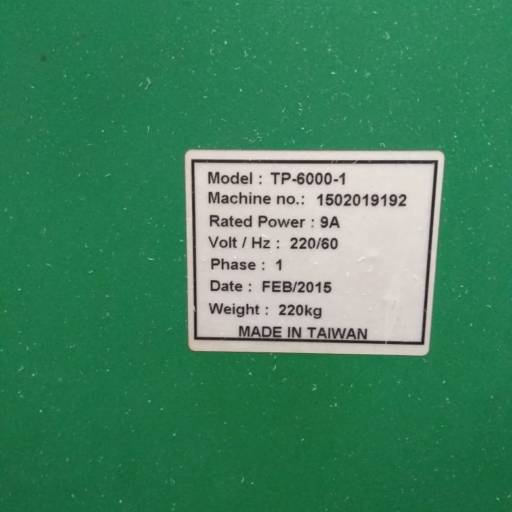 Model : TP-6000-1
Machine no.: 1502019192
Rated Power : 9A
Volt / Hz : 220/60
Phase : 1
Date : FEB/2015
Weight : 220kg
MADE IN TAIWAN